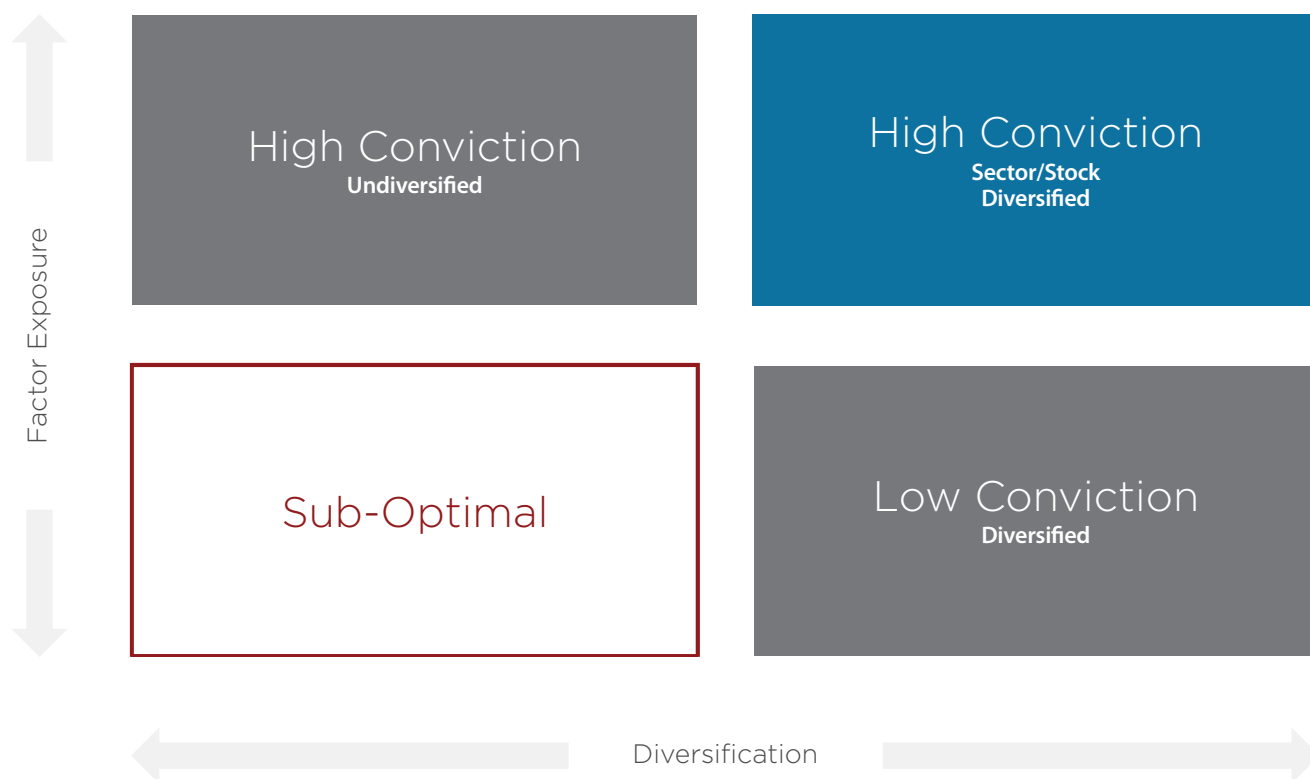 High Conviction
Undiversified
High Conviction
Sector/Stock
Diversified
Factor Exposure
Sub-Optimal
Low Conviction
Diversified
Diversification